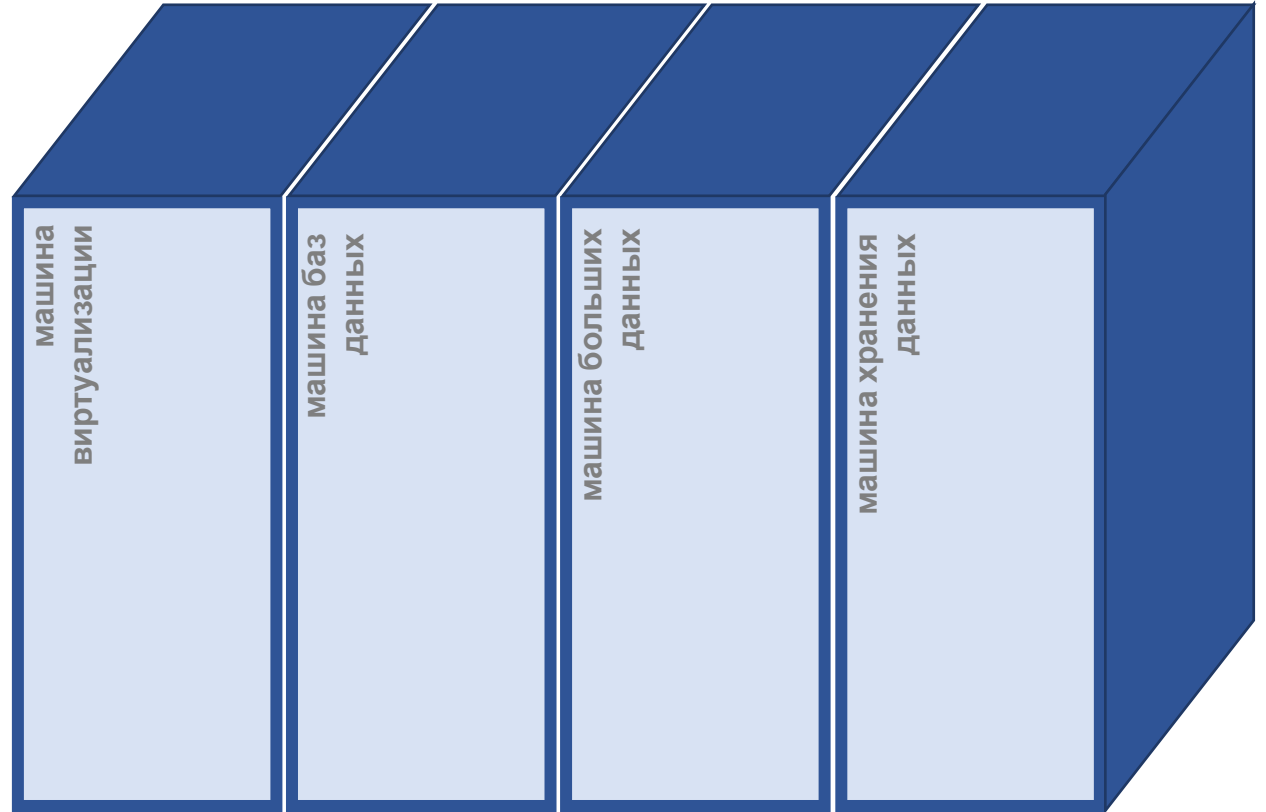 машина
виртуализации
машина баз
данных
машина больших
данных
машина хранения
данных